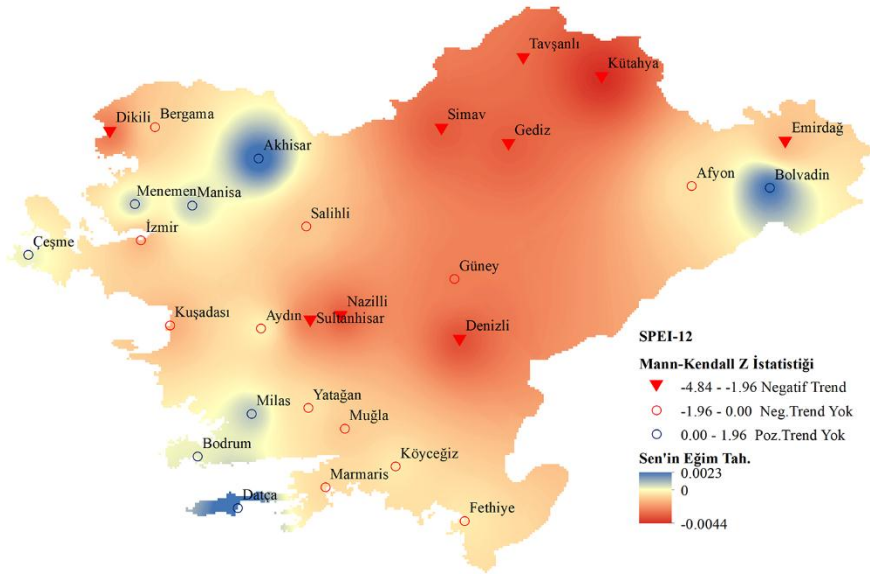 Tavşanlı
Kütahya
Dikili
Bergama
Simav
Gediz
Emirdağ
Akhisar
Afyon
Bolvadin
Menemen
Manisa
Salihli
İzmir
Çeşme
Güney
Kuşadası
Aydın
Nazilli
Sultanhisar
Denizli
Milas
Yatağan
Muğla
Bodrum
Köyceğiz
Marmaris
Datça
Fethiye
SPEI-12
Mann-Kendall Z İstatistiği
-4.84 - -1.96 Negatif Trend
-1.96 - 0.00 Neg.Trend Yok
0.00 - 1.96 Poz.Trend Yok
Sen'in Eğim Tah.
0.0023
0
-0.0044